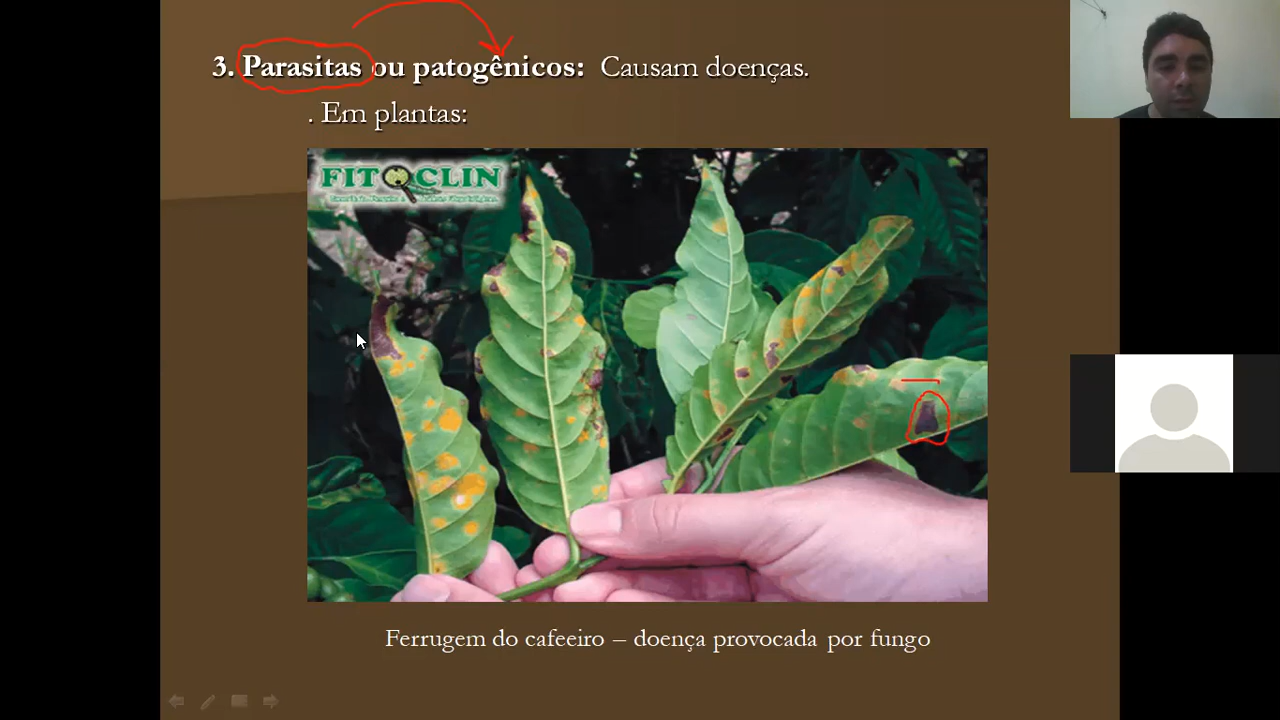 3. Parasitas ou patogênicos: Causam doenças.
. Em plantas:
FITOCLIN
Ferrugem do cafeeiro – doença provocada por fungo